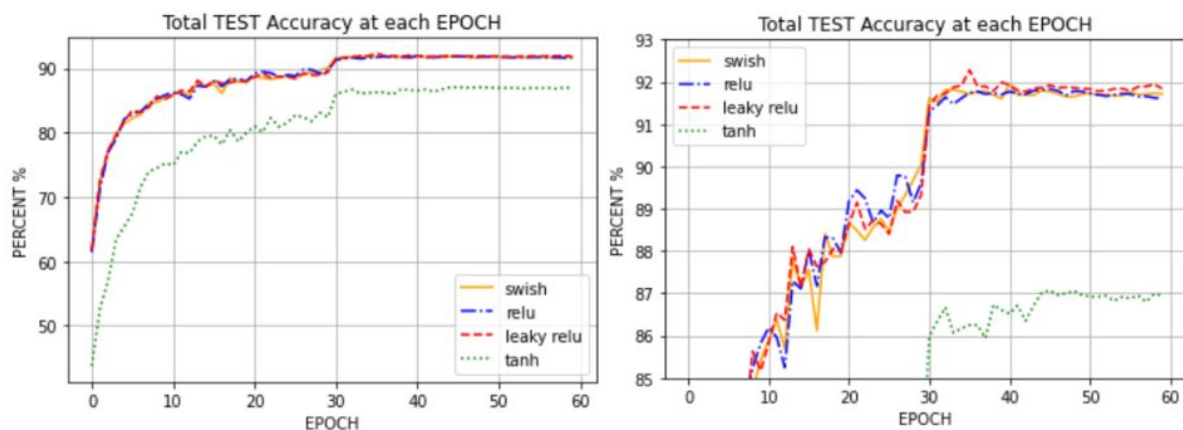 Total TEST Accuracy at each EPOCH
90
80
70
60
50
PERCENT %
swish
relu
leaky relu
tanh
0 10 20 30 40 50 60
EPOCH
Total TEST Accuracy at each EPOCH
93
92
91
90
89
88
87
86
85
PERCENT %
swish
relu
leaky relu
tanh
0 10 20 30 40 50 60
EPOCH